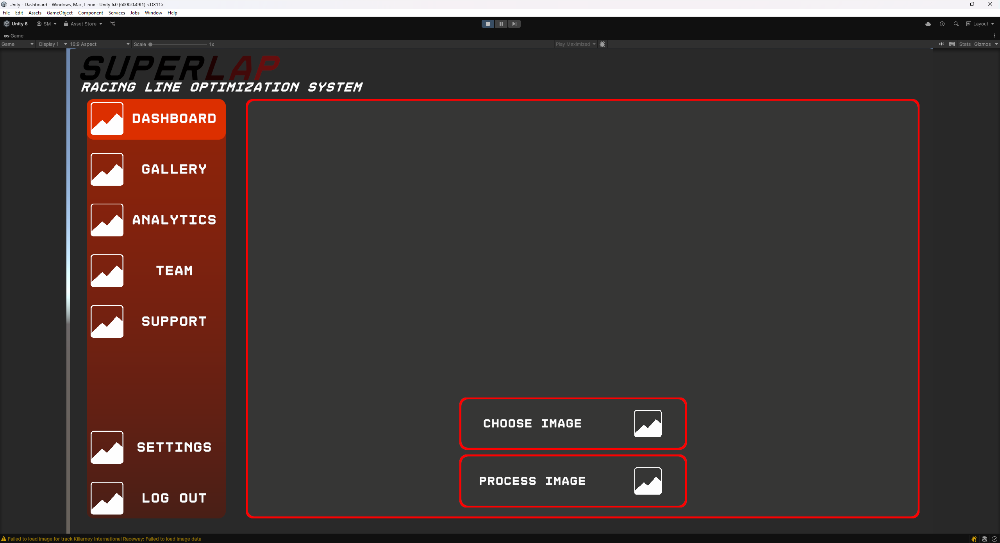 Unity - Dashboard - Windows, Mac, Linux - Unity 6.0 (6000.0.49f1) <DX11>
File Edit Assets GameObject Component Services Jobs Window Help
Unity 6 SM Asset Store Layout
Game
Game Display 1 16:9 Aspect Scale 1x Play Maximized Stats Gizmos
SUPERLAP
RACING LINE OPTIMIZATION SYSTEM
DASHBOARD
GALLERY
ANALYTICS
TEAM
SUPPORT
SETTINGS
LOG OUT
CHOOSE IMAGE
PROCESS IMAGE
Failed to load image for track Killarney International Raceway: Failed to load image data